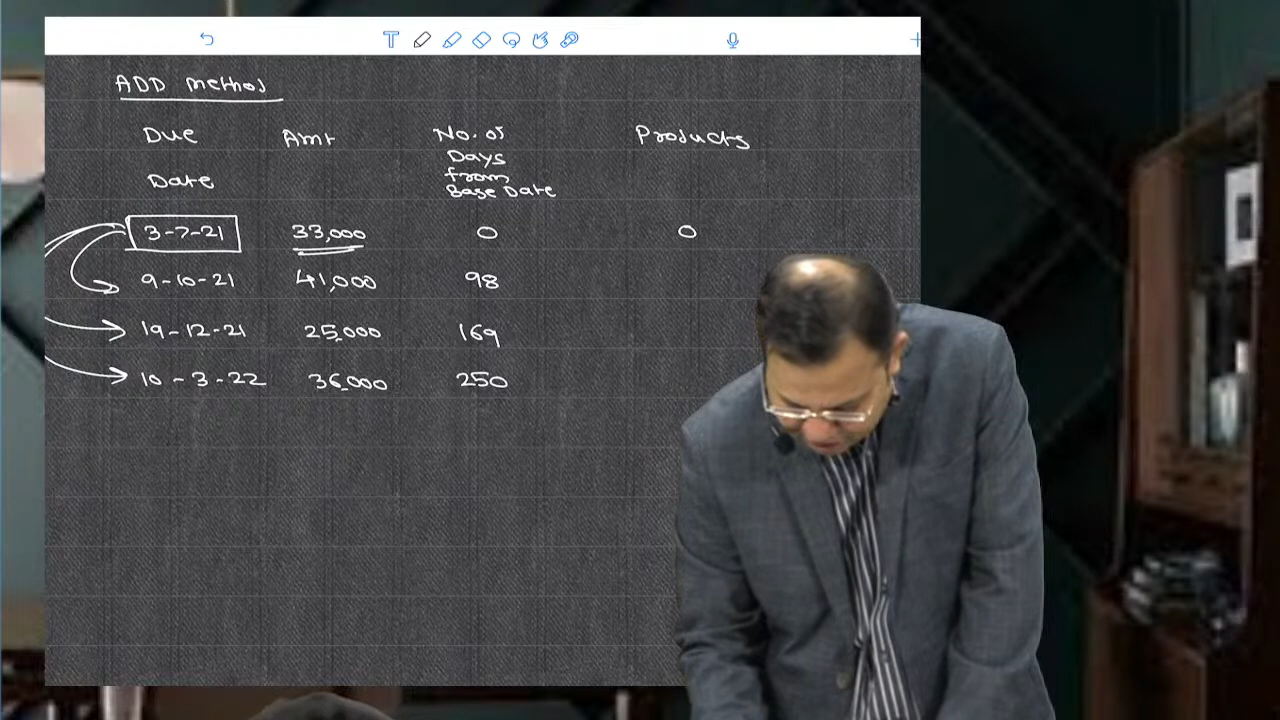 ADD Method
Due Date Amt No. of Days from Base Date Products
3-7-21 33,000 0 0
9-10-21 41,000 98
19-12-21 25,000 169
10-3-22 36,000 250